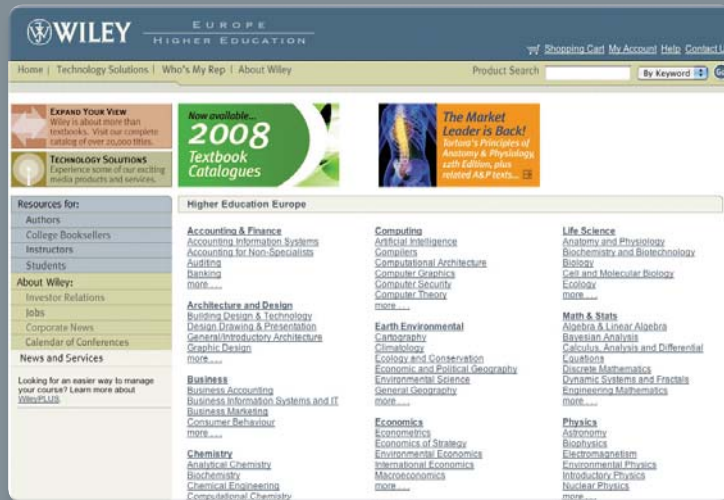 WILEY
EUROPE
HIGHER EDUCATION
Shopping Cart My Account Help Contact U
Home | Technology Solutions | Who's My Rep | About Wiley
Product Search
By Keyword
EXPAND YOUR VIEW
Wiley is about more than
textbooks. Visit our complete
catalog of over 20,000 titles.
TECHNOLOGY SOLUTIONS
Experience some of our exciting
media products and services.
Now available...
2008
Textbook
Catalogues
The Market
Leader is Back!
Tortora's Principles of
Anatomy & Physiology,
12th Edition, plus
related A&P texts...
Resources for:
Authors
College Booksellers
Instructors
Students
About Wiley:
Investor Relations
Jobs
Corporate News
Calendar of Conferences
News and Services
Looking for an easier way to manage
your course? Learn more about
WileyPLUS.
Higher Education Europe
Accounting & Finance
Accounting Information Systems
Accounting for Non-Specialists
Auditing
Banking
more....
Architecture and Design
Building Design & Technology
Design Drawing & Presentation
General/Introductory Architecture
Graphic Design
more....
Business
Business Accounting
Business Information Systems and IT
Business Marketing
Consumer Behaviour
more....
Chemistry
Analytical Chemistry
Biochemistry
Chemical Engineering
Computational Chemistry
Computing
Artificial Intelligence
Compilers
Computational Architecture
Computer Graphics
Computer Security
Computer Theory
more....
Earth Environmental
Cartography
Climatology
Ecology and Conservation
Economic and Political Geography
Environmental Science
General Geography
more....
Economics
Econometrics
Economics of Strategy
Environmental Economics
International Economics
Macroeconomics
more....
Life Science
Anatomy and Physiology
Biochemistry and Biotechnology
Biology
Cell and Molecular Biology
Ecology
more....
Math & Stats
Algebra & Linear Algebra
Bayesian Analysis
Calculus, Analysis and Differential
Equations
Discrete Mathematics
Dynamic Systems and Fractals
Engineering Mathematics
more....
Physics
Astronomy
Biophysics
Electromagnetism
Environmental Physics
Introductory Physics
Nuclear Physics
more....